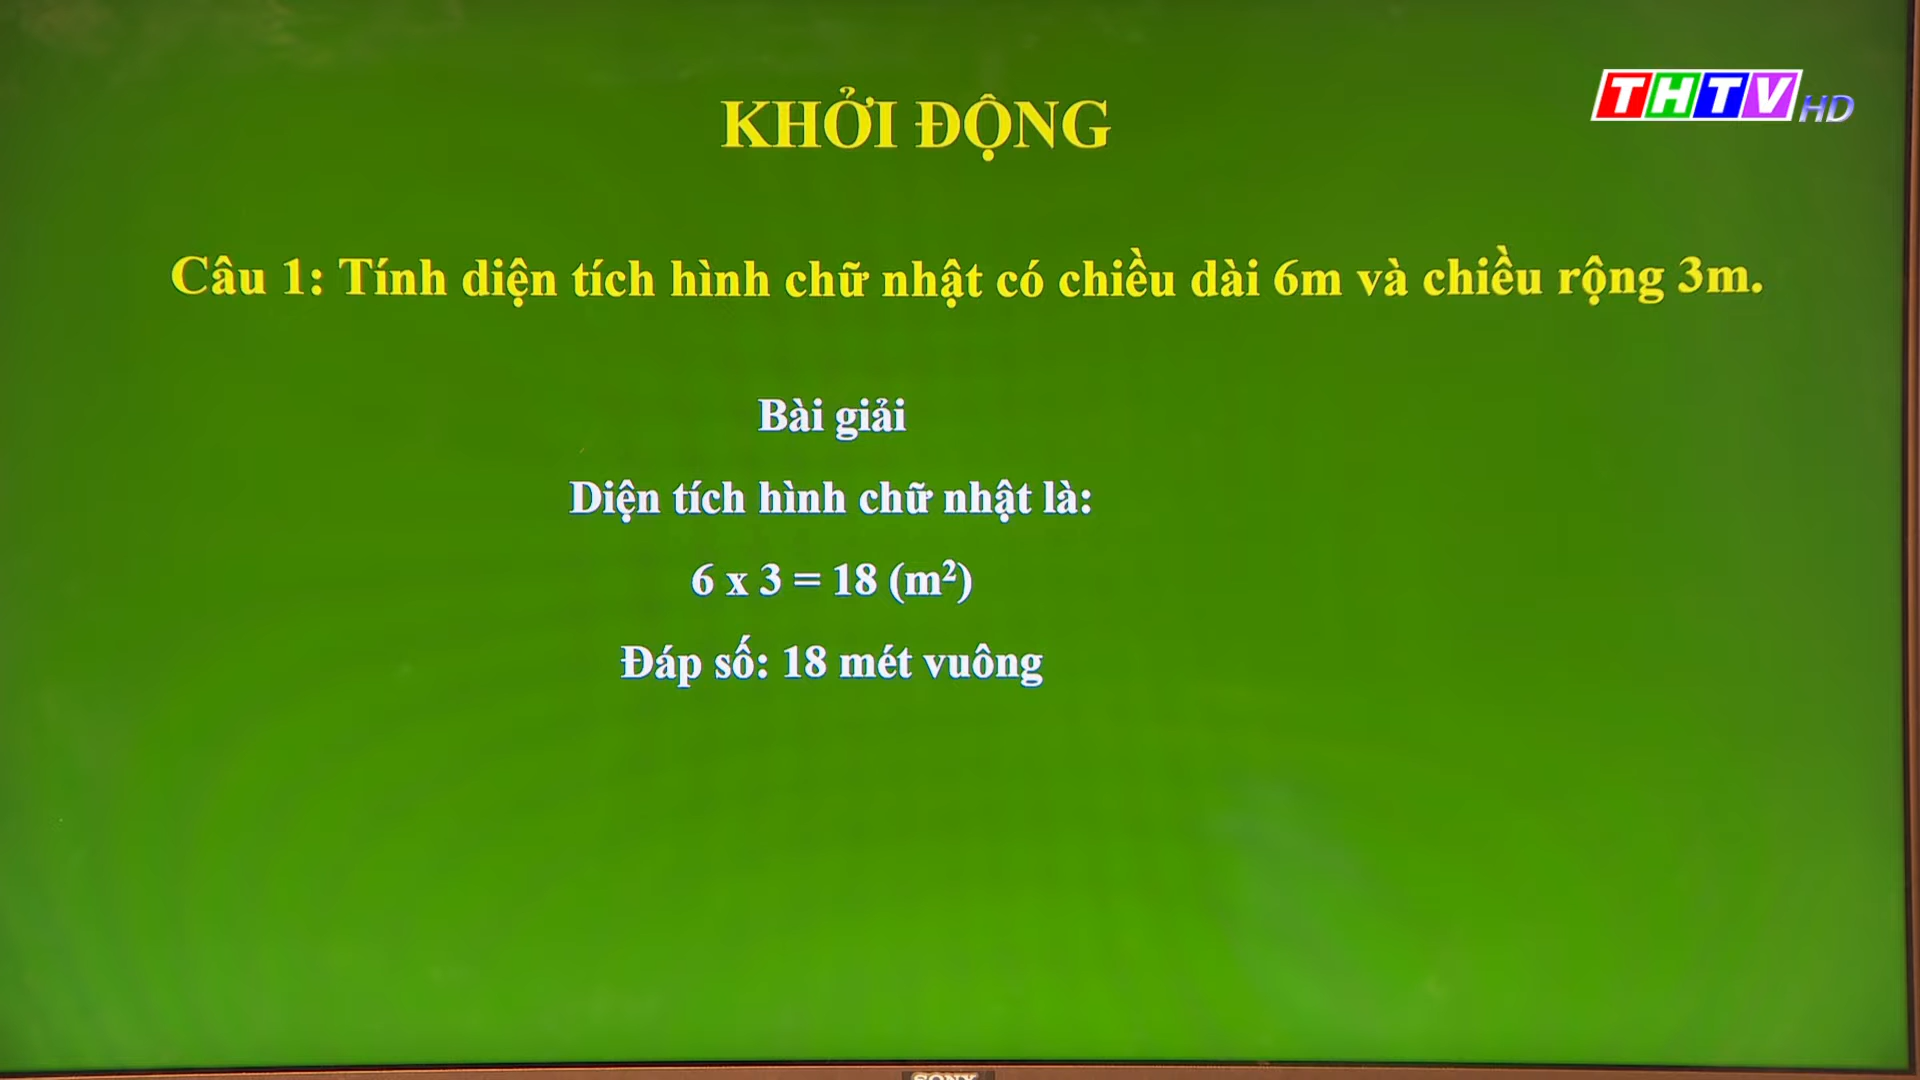 THTV HD
KHỞI ĐỘNG
Câu 1: Tính diện tích hình chữ nhật có chiều dài 6m và chiều rộng 3m.
Bài giải
Diện tích hình chữ nhật là:
6 x 3 = 18 (m²)
Đáp số: 18 mét vuông
SONY